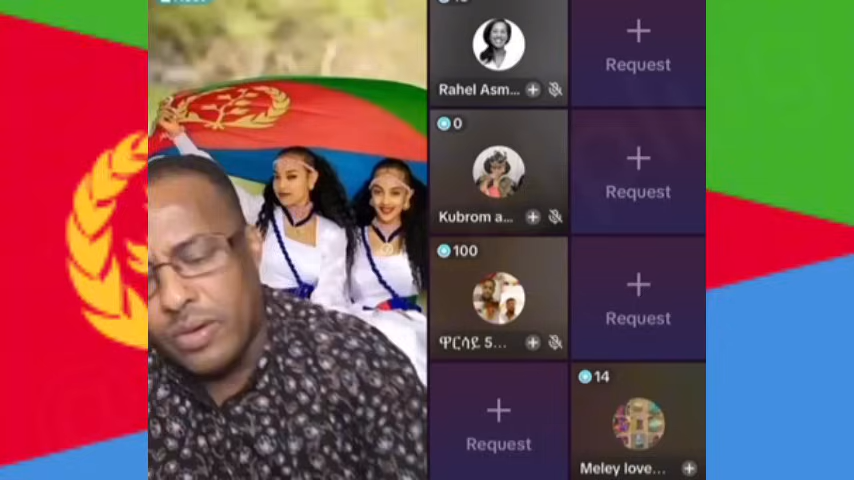 Rahel Asm...
Request
0
Kubrom a...
Request
100
ዋርሳይ 5...
Request
Request
14
Meley love...